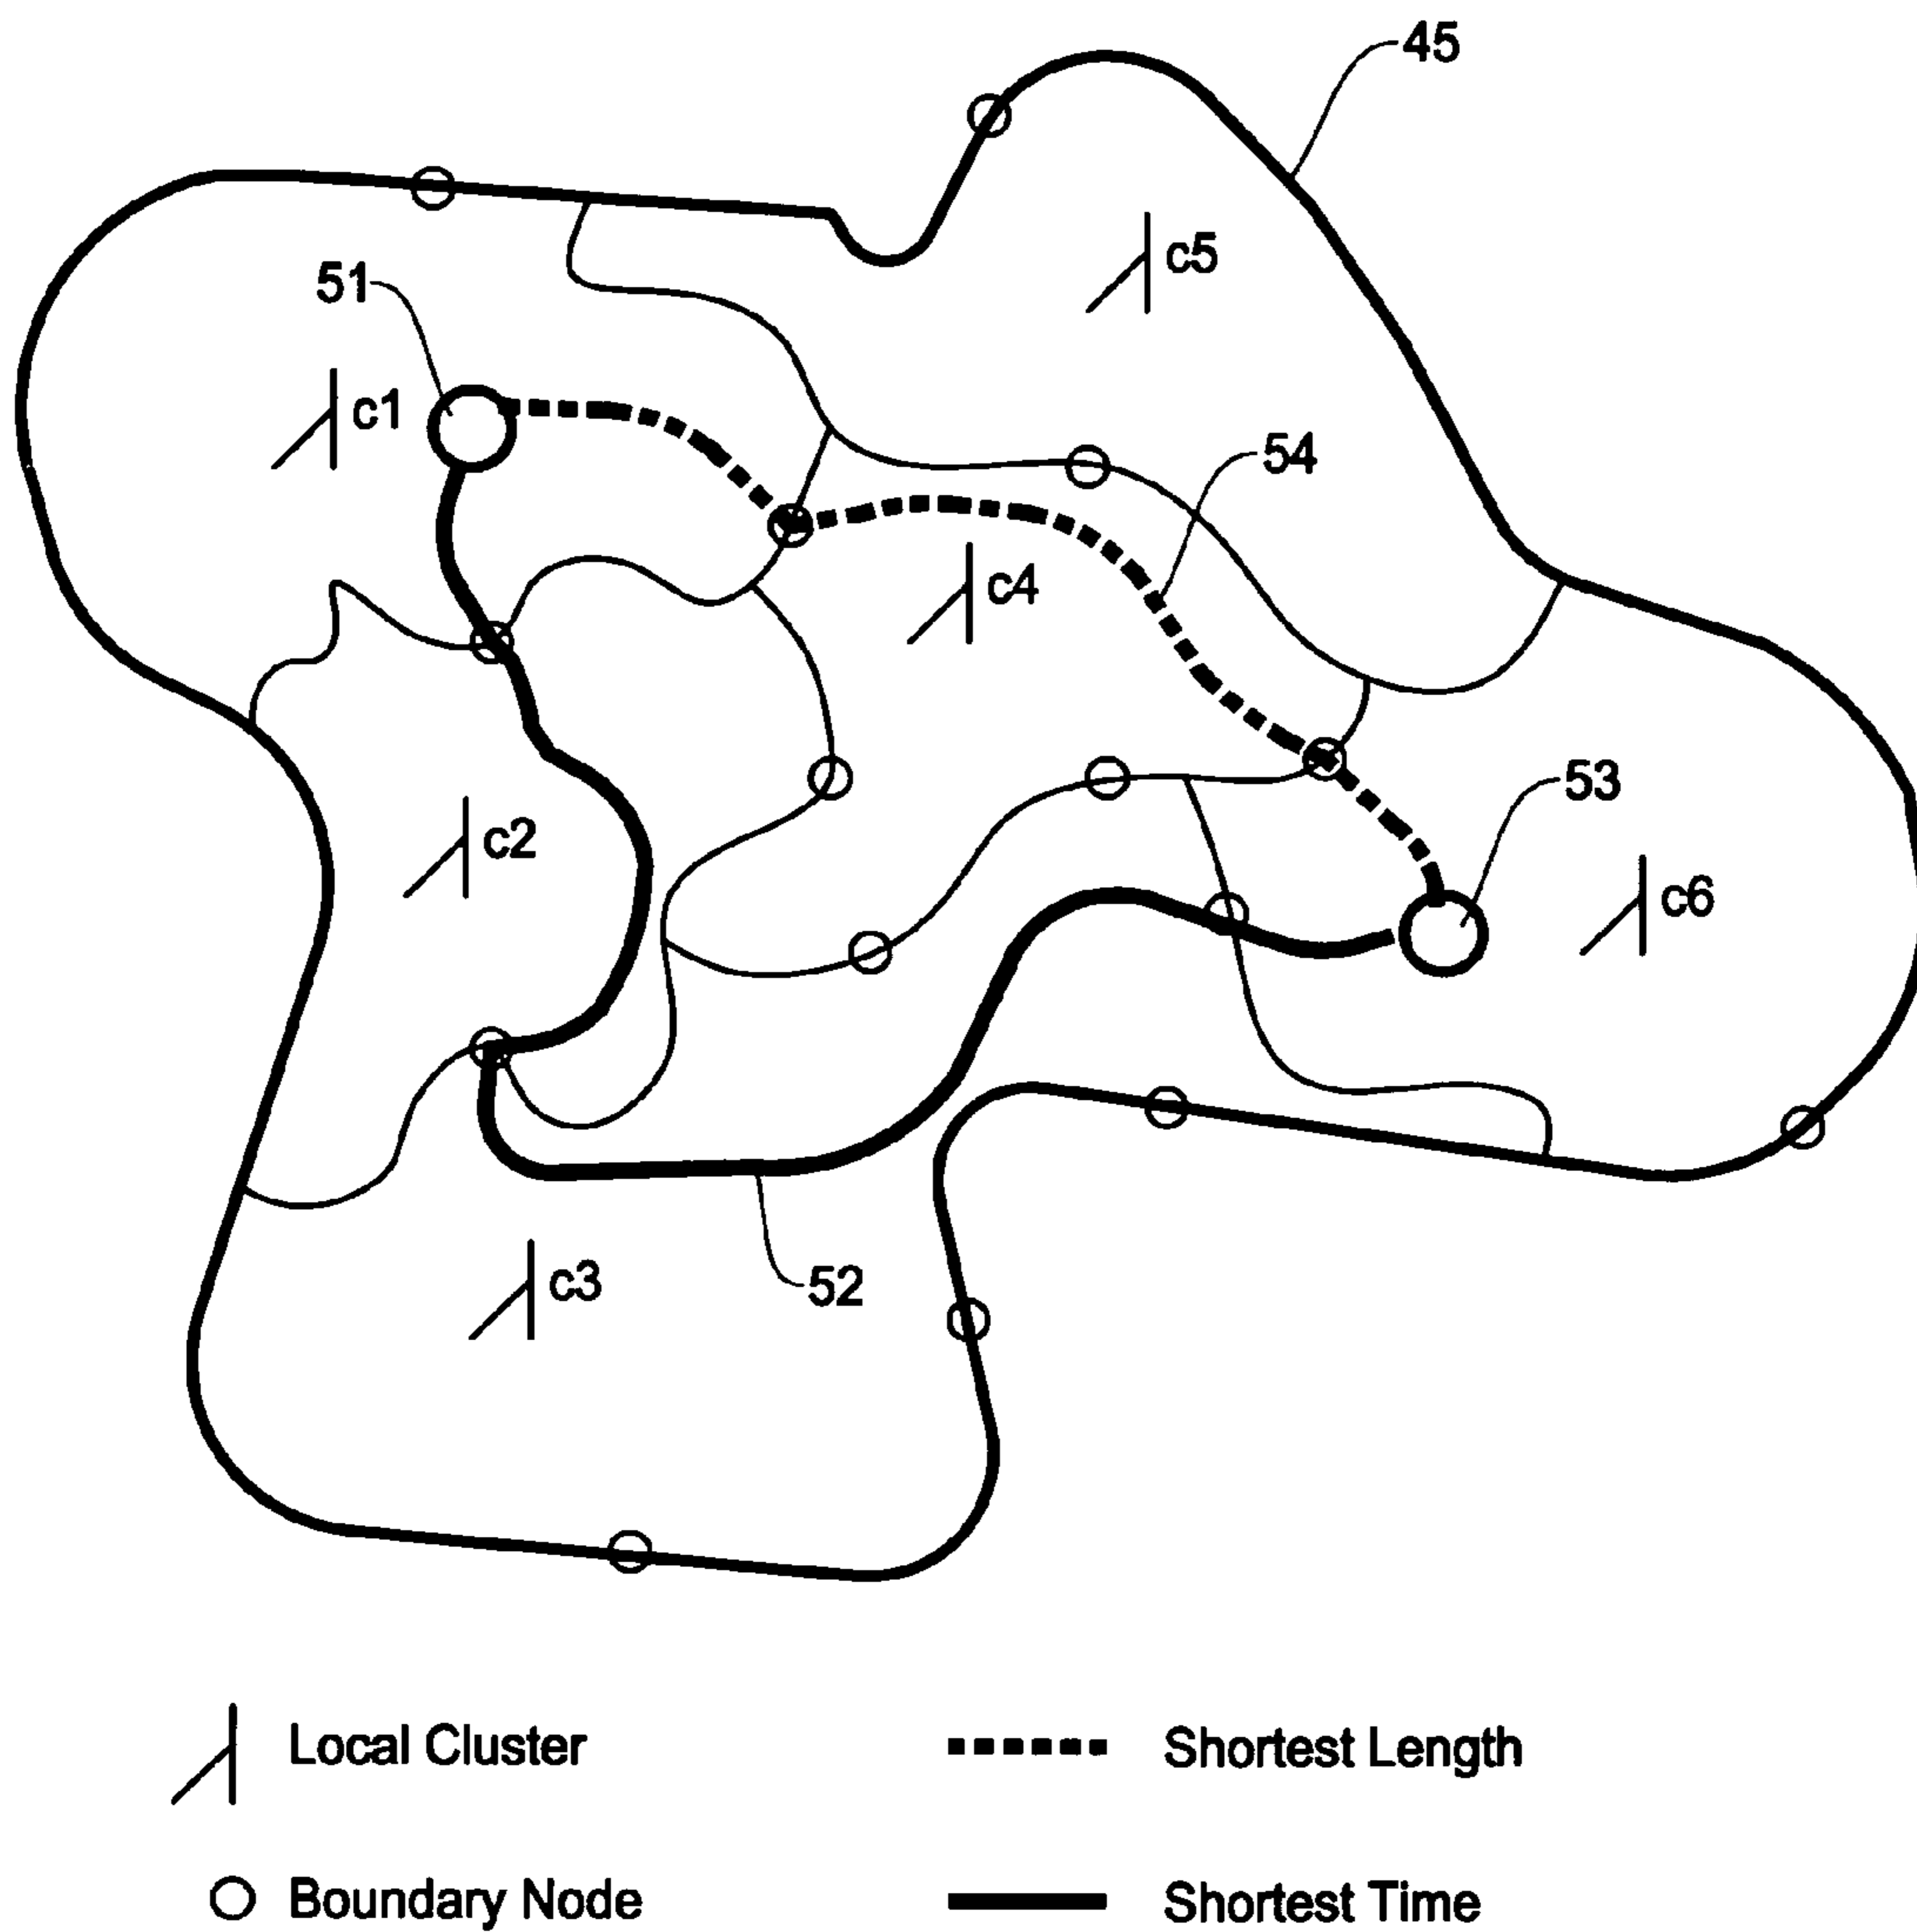 45
c5
51
c1
54
c4
53
c2
c6
c3
52
Local Cluster
Shortest Length
Boundary Node
Shortest Time